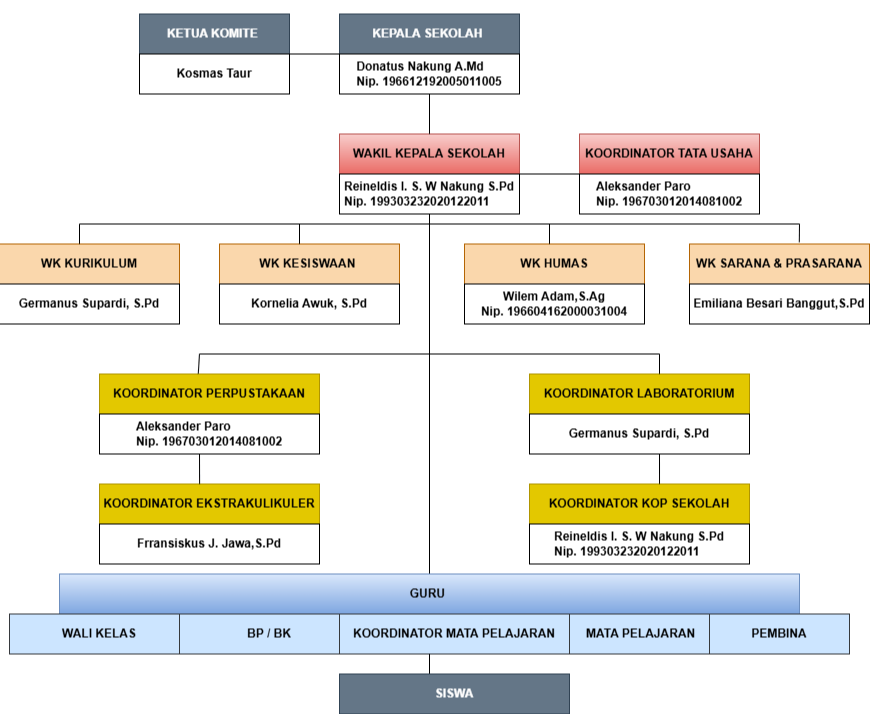 KETUA KOMITE
Kosmas Taur
KEPALA SEKOLAH
Donatus Nakung A.Md
Nip. 196612192005011005
WAKIL KEPALA SEKOLAH
Reineldis I. S. W Nakung S.Pd
Nip. 199303232020122011
KOORDINATOR TATA USAHA
Aleksander Paro
Nip. 196703012014081002
WK KURIKULUM
Germanus Supardi, S.Pd
WK KESISWAAN
Kornelia Awuk, S.Pd
WK HUMAS
Wilem Adam,S.Ag
Nip. 196604162000031004
WK SARANA & PRASARANA
Emiliana Besari Banggut,S.Pd
KOORDINATOR PERPUSTAKAAN
Aleksander Paro
Nip. 196703012014081002
KOORDINATOR LABORATORIUM
Germanus Supardi, S.Pd
KOORDINATOR EKSTRAKULIKULER
Frransiskus J. Jawa,S.Pd
KOORDINATOR KOP SEKOLAH
Reineldis I. S. W Nakung S.Pd
Nip. 199303232020122011
GURU
WALI KELAS
BP / BK
KOORDINATOR MATA PELAJARAN
MATA PELAJARAN
PEMBINA
SISWA